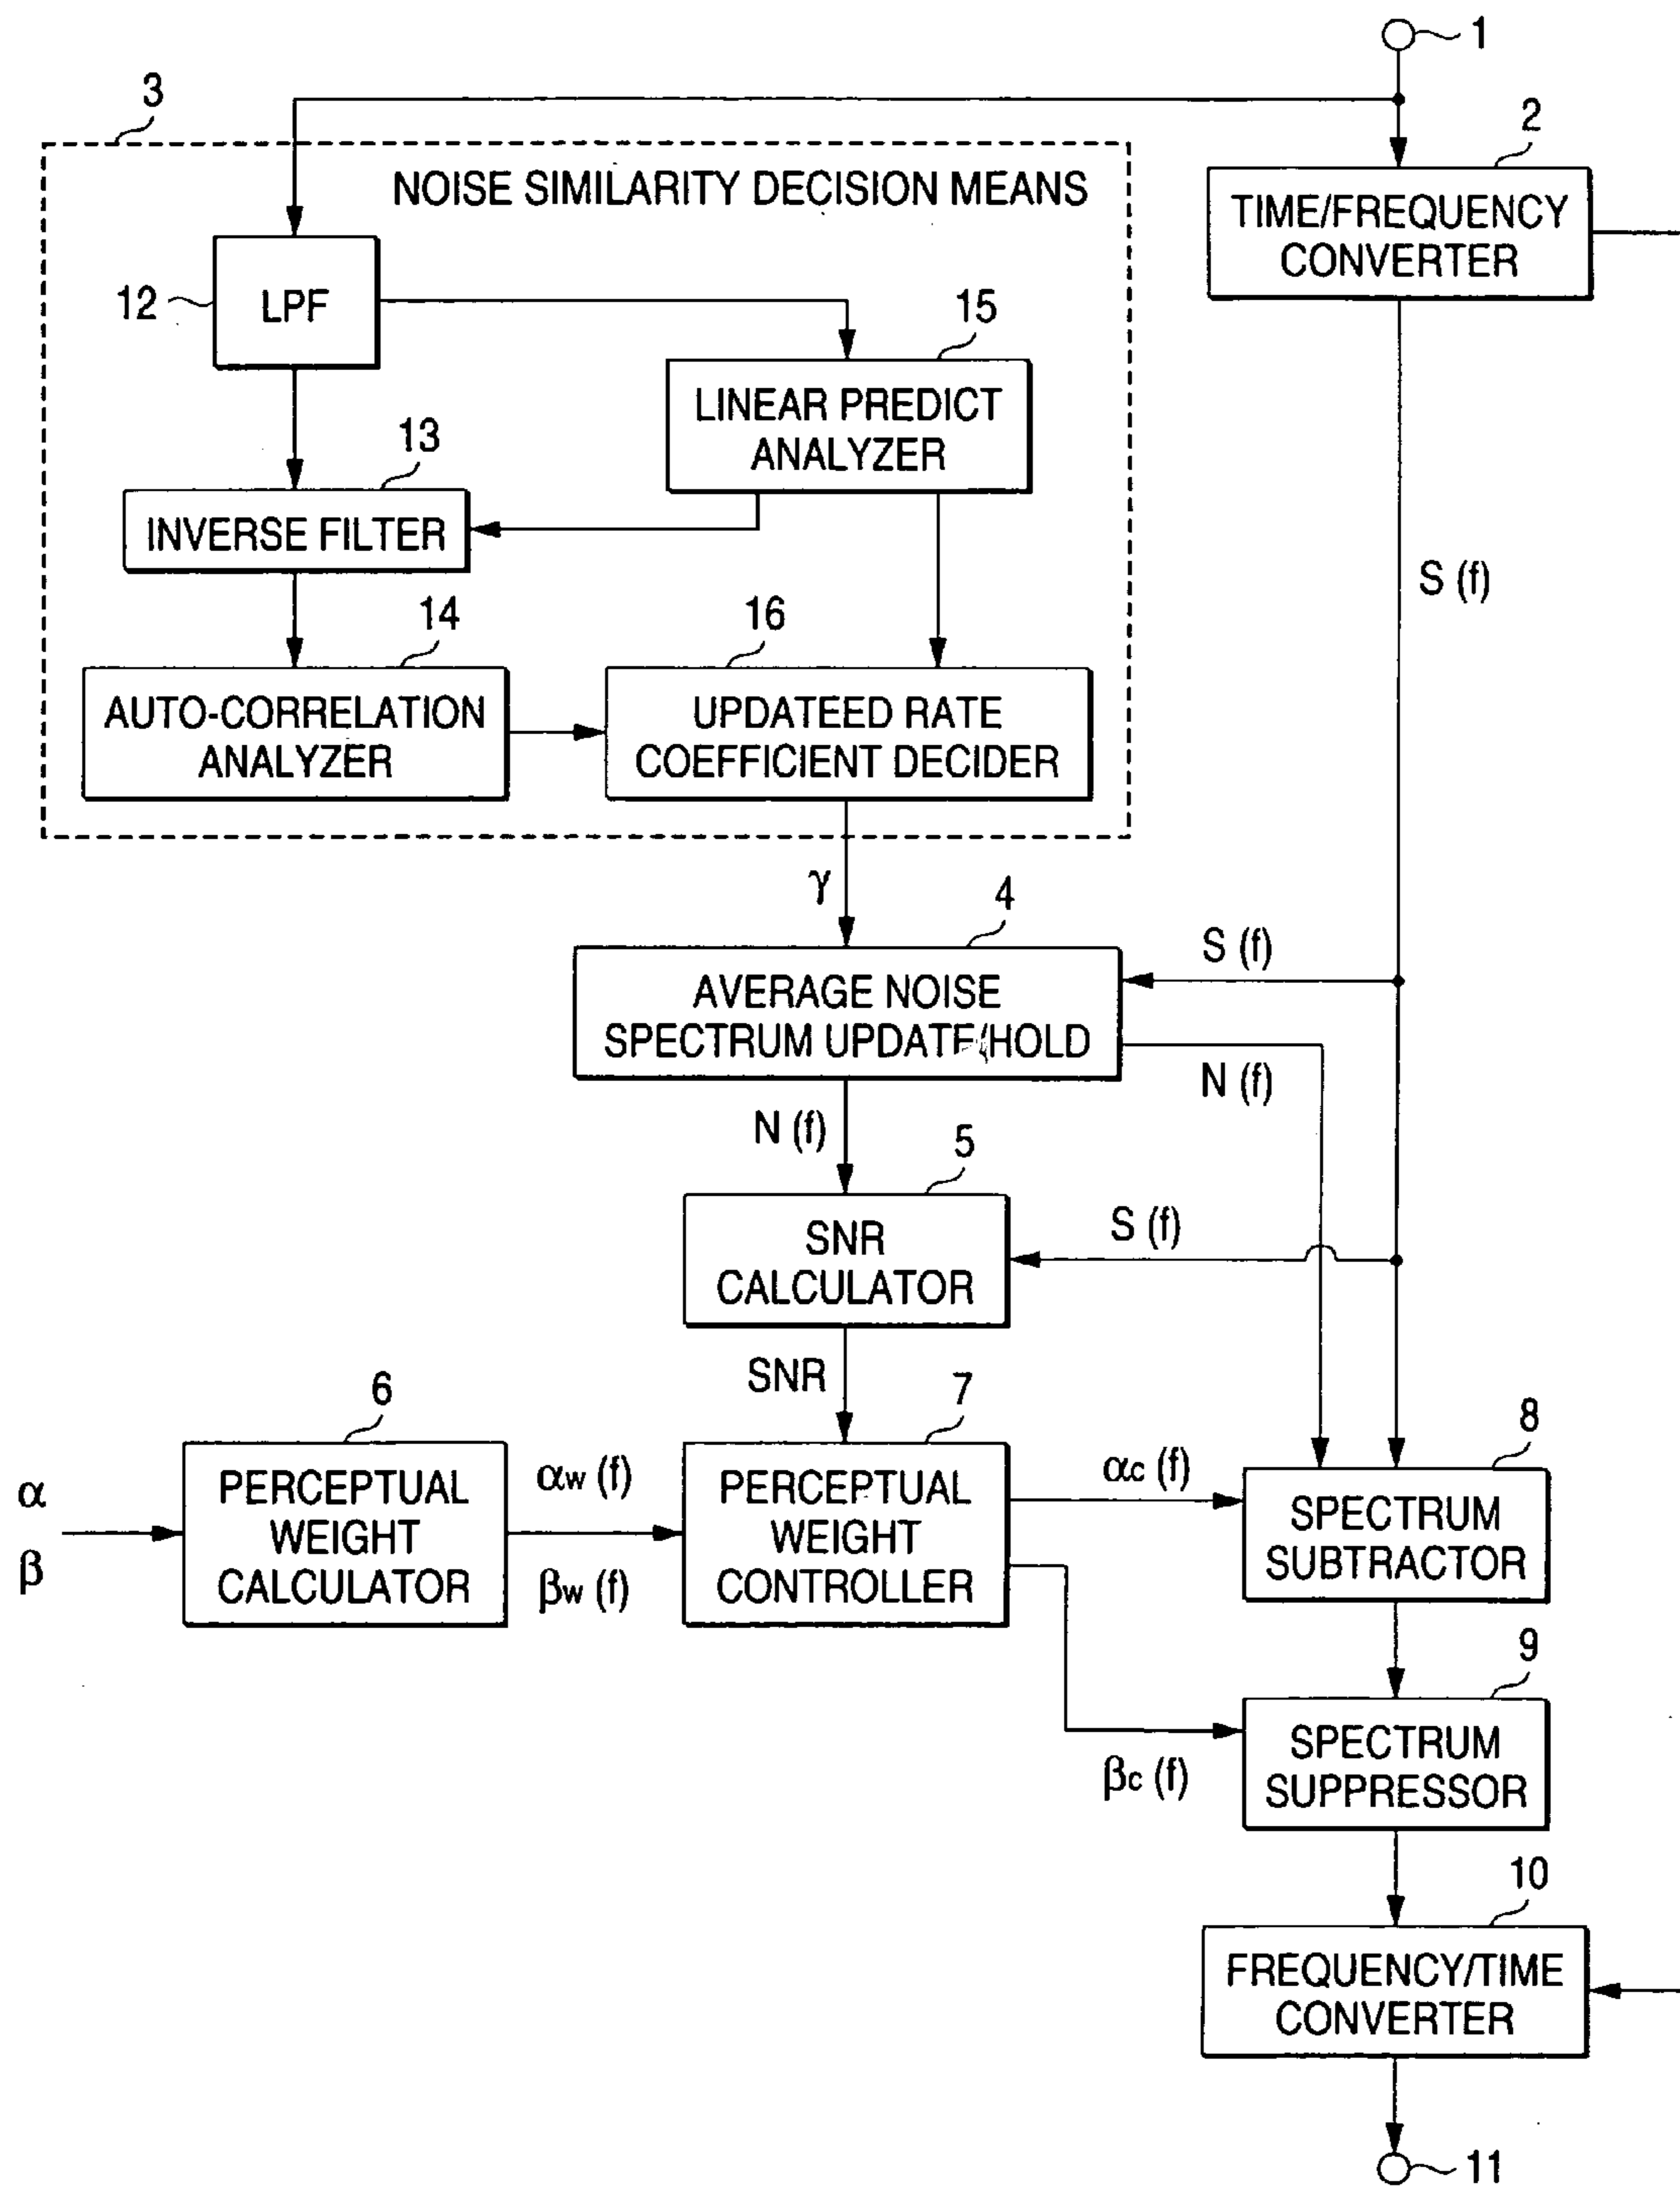 1
3
2
NOISE SIMILARITY DECISION MEANS
TIME/FREQUENCY
CONVERTER
12
LPF
15
LINEAR PREDICT
ANALYZER
13
INVERSE FILTER
S (f)
14
16
AUTO-CORRELATION
ANALYZER
UPDATEED RATE
COEFFICIENT DECIDER
γ
4
S (f)
AVERAGE NOISE
SPECTRUM UPDATE/HOLD
N (f)
N (f)
5
SNR
CALCULATOR
S (f)
SNR
6
7
8
α
β
PERCEPTUAL
WEIGHT
CALCULATOR
αw (f)
βw (f)
PERCEPTUAL
WEIGHT
CONTROLLER
αc (f)
SPECTRUM
SUBTRACTOR
9
βc (f)
SPECTRUM
SUPPRESSOR
10
FREQUENCY/TIME
CONVERTER
11